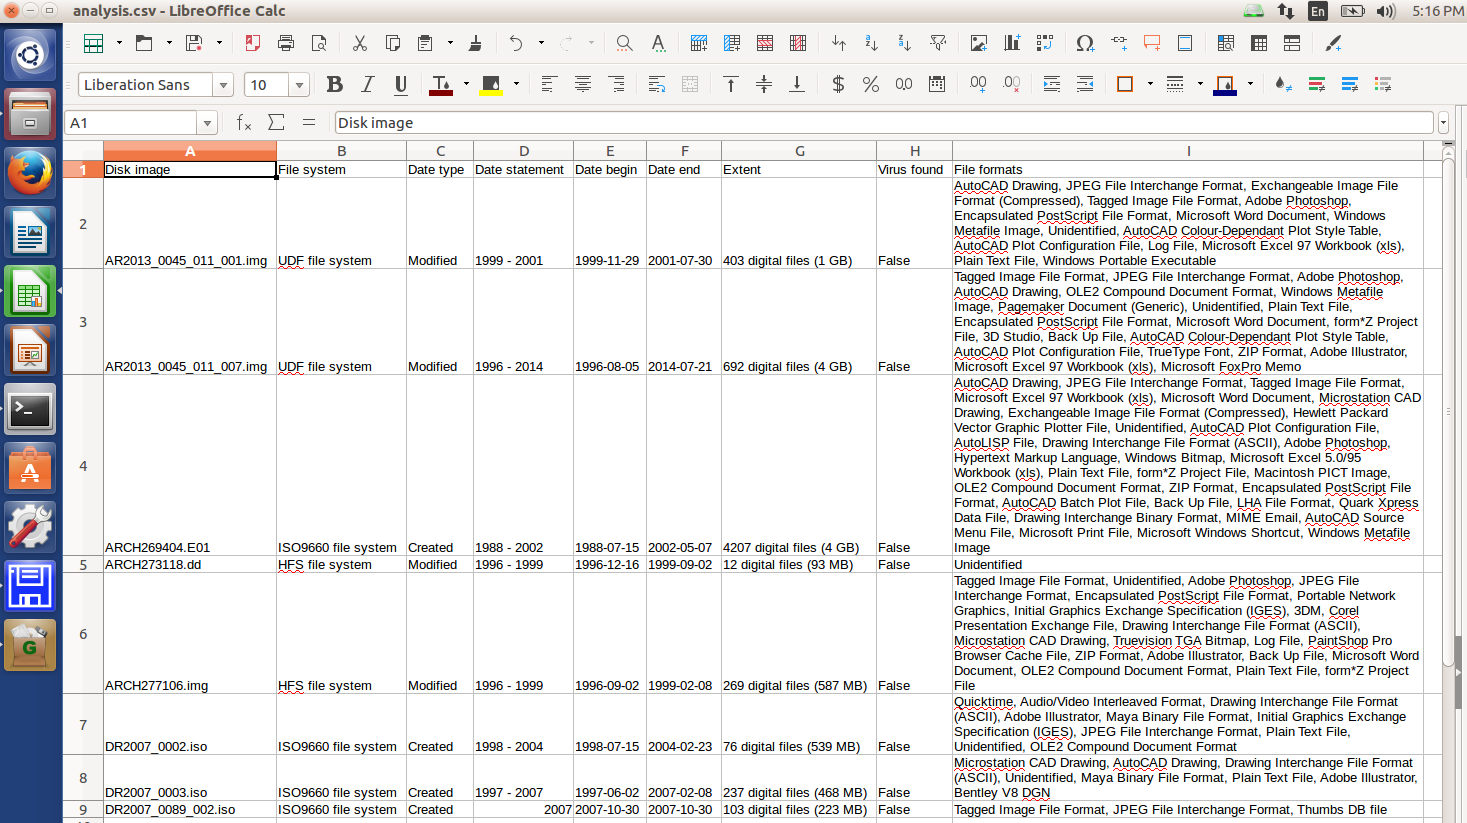 analysis.csv - LibreOffice Calc
En
5:16 PM
Liberation Sans
10
A1
Disk image
A B C D E F G H I
1 Disk image File system Date type Date statement Date begin Date end Extent Virus found File formats
AutoCAD Drawing, JPEG File Interchange Format, Exchangeable Image File
Format (Compressed), Tagged Image File Format, Adobe Photoshop,
Encapsulated PostScript File Format, Microsoft Word Document, Windows
Metafile Image, Unidentified, AutoCAD Colour-Dependant Plot Style Table,
AutoCAD Plot Configuration File, Log File, Microsoft Excel 97 Workbook (xls),
2 AR2013_0045_011_001.img UDF file system Modified 1999 - 2001 1999-11-29 2001-07-30 403 digital files (1 GB) False Plain Text File, Windows Portable Executable
Tagged Image File Format, JPEG File Interchange Format, Adobe Photoshop,
AutoCAD Drawing, OLE2 Compound Document Format, Windows Metafile
Image, Pagemaker Document (Generic), Unidentified, Plain Text File,
Encapsulated PostScript File Format, Microsoft Word Document, form*Z Project
File, 3D Studio, Back Up File, AutoCAD Colour-Dependant Plot Style Table,
AutoCAD Plot Configuration File, TrueType Font, ZIP Format, Adobe Illustrator,
3 AR2013_0045_011_007.img UDF file system Modified 1996 - 2014 1996-08-05 2014-07-21 692 digital files (4 GB) False Microsoft Excel 97 Workbook (xls), Microsoft FoxPro Memo
AutoCAD Drawing, JPEG File Interchange Format, Tagged Image File Format,
Microsoft Excel 97 Workbook (xls), Microsoft Word Document, Microstation CAD
Drawing, Exchangeable Image File Format (Compressed), Hewlett Packard
Vector Graphic Plotter File, Unidentified, AutoCAD Plot Configuration File,
AutoLISP File, Drawing Interchange File Format (ASCII), Adobe Photoshop,
Hypertext Markup Language, Windows Bitmap, Microsoft Excel 5.0/95
Workbook (xls), Plain Text File, form*Z Project File, Macintosh PICT Image,
OLE2 Compound Document Format, ZIP Format, Encapsulated PostScript File
Format, AutoCAD Batch Plot File, Back Up File, LHA File Format, Quark Xpress
Data File, Drawing Interchange Binary Format, MIME Email, AutoCAD Source
Menu File, Microsoft Print File, Microsoft Windows Shortcut, Windows Metafile
4 ARCH269404.E01 ISO9660 file system Created 1988 - 2002 1988-07-15 2002-05-07 4207 digital files (4 GB) False Image
5 ARCH273118.dd HFS file system Modified 1996 - 1999 1996-12-16 1999-09-02 12 digital files (93 MB) False Unidentified
Tagged Image File Format, Unidentified, Adobe Photoshop, JPEG File
Interchange Format, Encapsulated PostScript File Format, Portable Network
Graphics, Initial Graphics Exchange Specification (IGES), 3DM, Corel
Presentation Exchange File, Drawing Interchange File Format (ASCII),
Microstation CAD Drawing, Truevision TGA Bitmap, Log File, PaintShop Pro
Browser Cache File, ZIP Format, Adobe Illustrator, Back Up File, Microsoft Word
Document, OLE2 Compound Document Format, Plain Text File, form*Z Project
6 ARCH277106.img HFS file system Modified 1996 - 1999 1996-09-02 1999-02-08 269 digital files (587 MB) False File
Quicktime, Audio/Video Interleaved Format, Drawing Interchange File Format
(ASCII), Adobe Illustrator, Maya Binary File Format, Initial Graphics Exchange
Specification (IGES), JPEG File Interchange Format, Plain Text File,
7 DR2007_0002.iso ISO9660 file system Created 1998 - 2004 1998-07-15 2004-02-23 76 digital files (539 MB) False Unidentified, OLE2 Compound Document Format
Microstation CAD Drawing, AutoCAD Drawing, Drawing Interchange File Format
(ASCII), Unidentified, Maya Binary File Format, Plain Text File, Adobe Illustrator,
8 DR2007_0003.iso ISO9660 file system Created 1997 - 2007 1997-06-02 2007-02-08 237 digital files (468 MB) False Bentley V8 DGN
9 DR2007_0089_002.iso ISO9660 file system Created 2007 2007-10-30 2007-10-30 103 digital files (223 MB) False Tagged Image File Format, JPEG File Interchange Format, Thumbs DB file